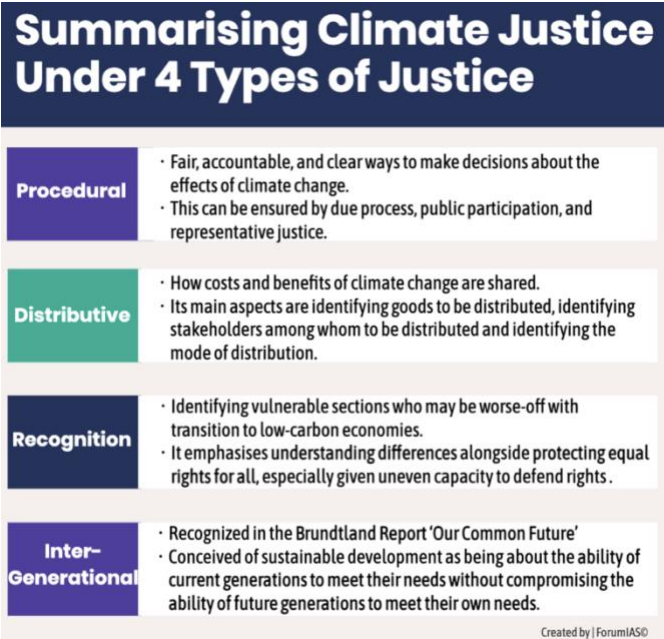 Summarising Climate Justice
Under 4 Types of Justice
Procedural
· Fair, accountable, and clear ways to make decisions about the
effects of climate change.
· This can be ensured by due process, public participation, and
representative justice.
Distributive
· How costs and benefits of climate change are shared.
· Its main aspects are identifying goods to be distributed, identifying
stakeholders among whom to be distributed and identifying the
mode of distribution.
Recognition
· Identifying vulnerable sections who may be worse-off with
transition to low-carbon economies.
· It emphasises understanding differences alongside protecting equal
rights for all, especially given uneven capacity to defend rights .
Inter-
Generational
· Recognized in the Brundtland Report ‘Our Common Future’
· Conceived of sustainable development as being about the ability of
current generations to meet their needs without compromising the
ability of future generations to meet their own needs.
Created by | ForumIAS©